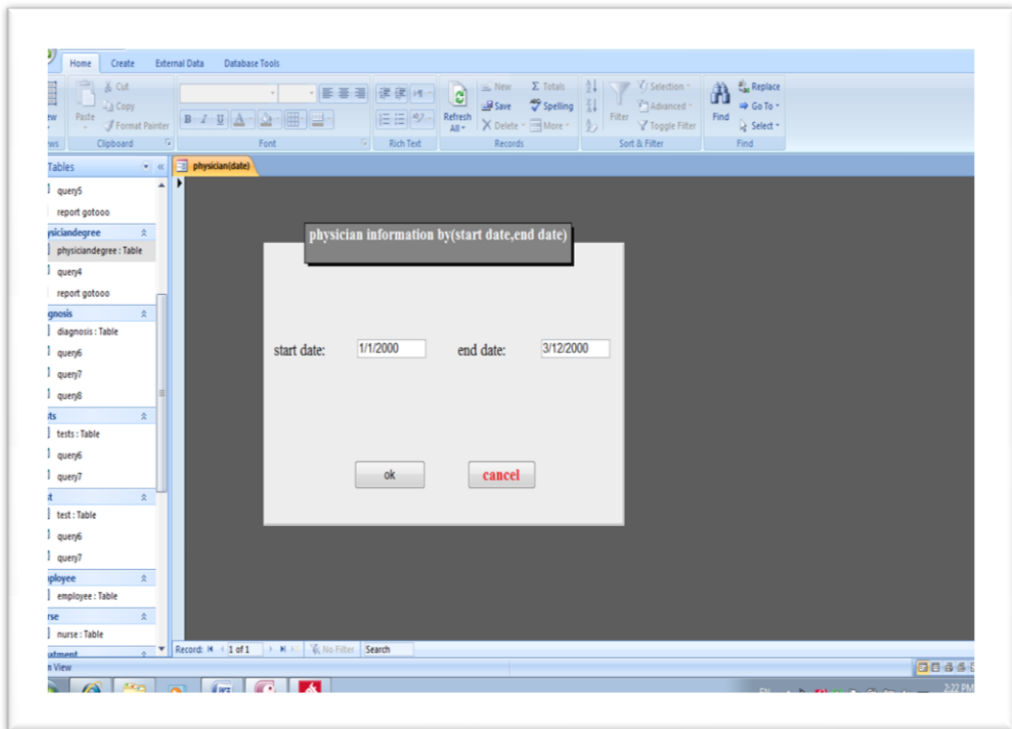 Home Create External Data Database Tools
Cut
Copy
Format Painter
Paste
Clipboard
B I U A
Font
Rich Text
Refresh
All
New
Save
Delete
Totals
Spelling
More
Records
Filter
Selection
Advanced
Toggle Filter
Sort & Filter
Find
Replace
Go To
Select
Find
Tables
query5
report gotooo
physiciandegree : Table
query4
report gotooo
diagnosis : Table
query6
query7
query8
tests : Table
query6
query7
test : Table
query6
query7
employee : Table
nurse : Table
physician(date)
physician information by(start date,end date)
start date: 1/1/2000 end date: 3/12/2000
ok cancel
Record: 1 of 1 No Filter Search
View
2:22 PM